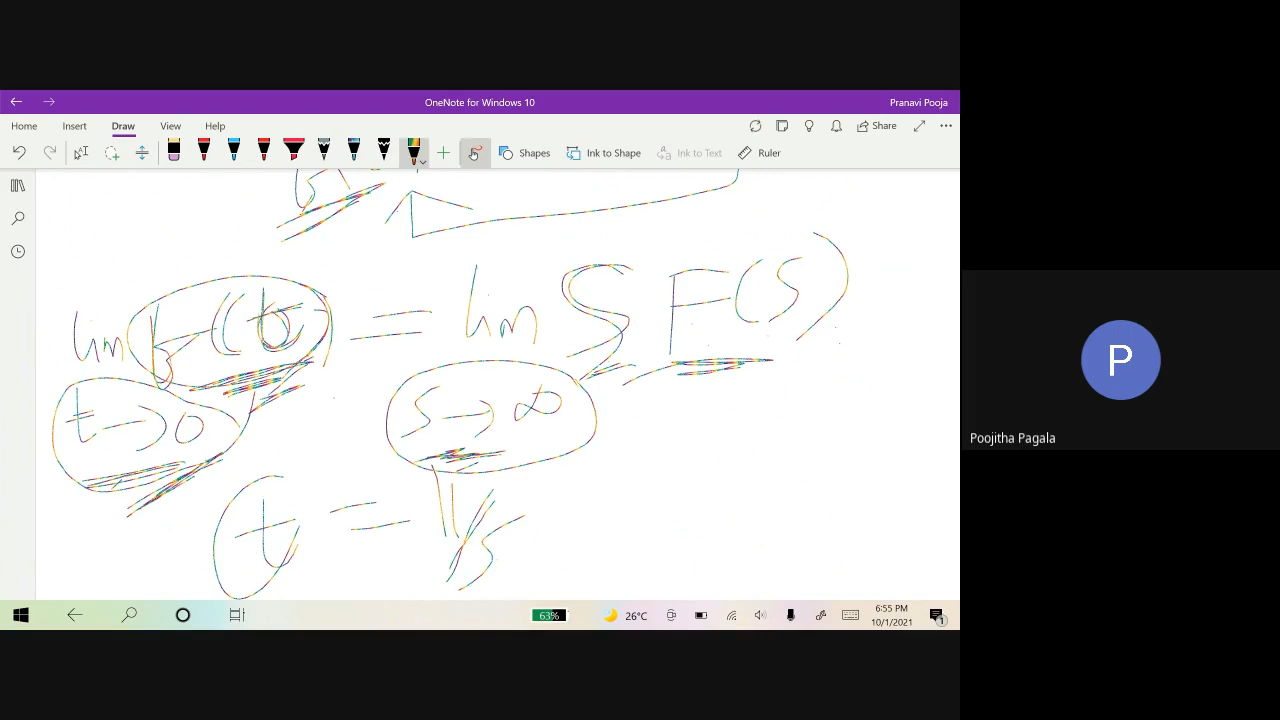 OneNote for Windows 10
Pranavi Pooja
Home Insert Draw View Help
Share
Shapes Ink to Shape Ink to Text Ruler
lim f(t) = lim S F(S)
t→0 s→∞
t = 1/s
P
Poojitha Pagala
63%
26°C
6:55 PM
10/1/2021
1